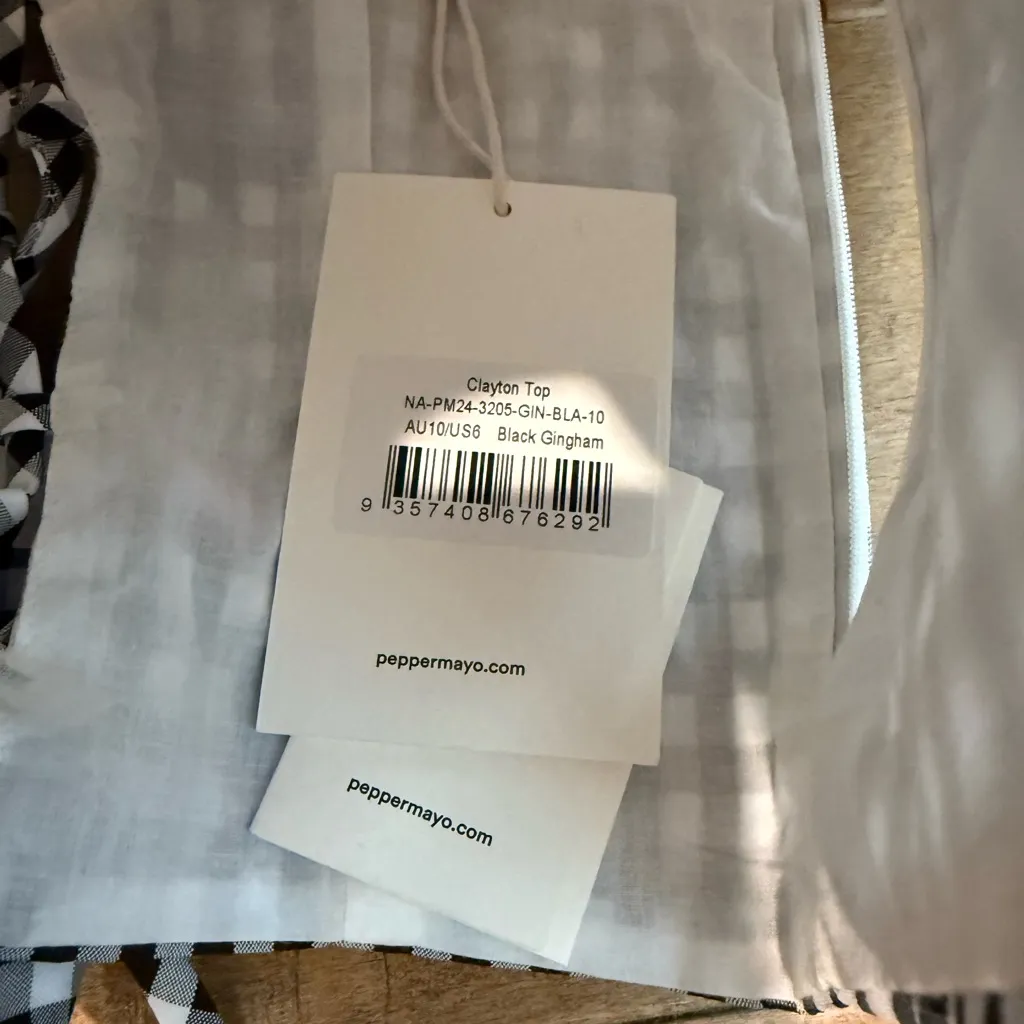 Clayton Top
NA-PM24-3205-GIN-BLA-10
AU10/US6 Black Gingham
9 357408 676292
peppermayo.com
peppermayo.com